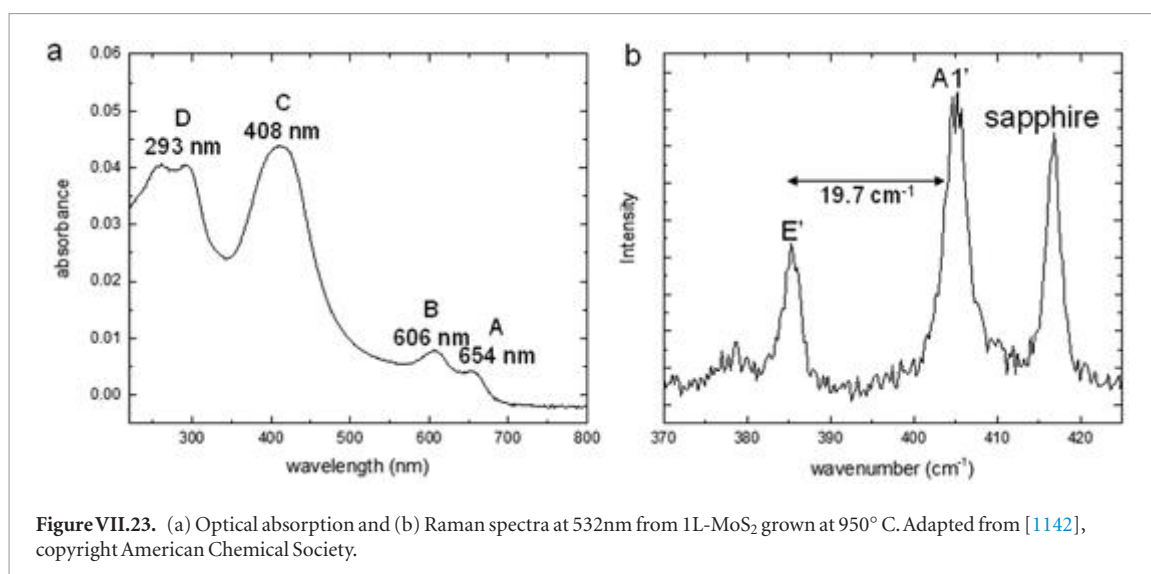 a
0.06
0.05
0.04
0.03
0.02
0.01
0.00
absorbance
D
293 nm
C
408 nm
B
606 nm
A
654 nm
300 400 500 600 700 800
wavelength (nm)
b
Intensity
E'
A1'
sapphire
19.7 cm⁻¹
370 380 390 400 410 420
wavenumber (cm⁻¹)
Figure VII.23. (a) Optical absorption and (b) Raman spectra at 532nm from 1L-MoS₂ grown at 950° C. Adapted from [1142],
copyright American Chemical Society.